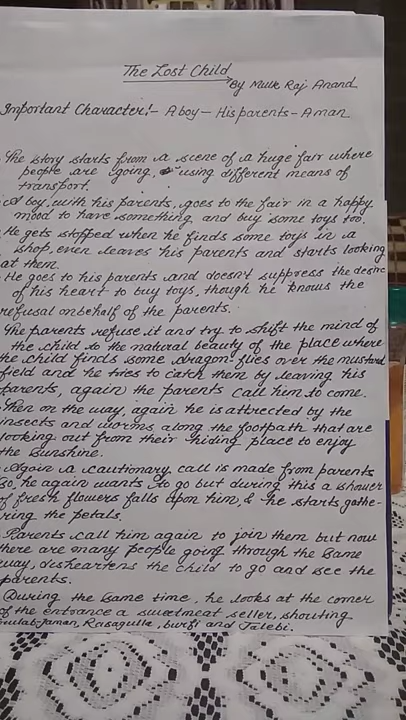 The Lost Child
By Mulk Raj Anand
Important Character:- A boy - His parents - A man
The story starts from a scene of a huge fair where
people are going, using different means of
transport.
A boy, with his parents, goes to the fair in a happy
mood to have something, and buy some toys too.
He gets stopped when he finds some toys in a
shop, even leaves his parents and starts looking
at them.
He goes to his parents and doesn't suppress the desire
of his heart to buy toys, though he knows the
refusal onbehalf of the parents.
The parents refuse it and try to shift the mind of
the child to the natural beauty of the place where
the child finds some dragon flies over the mustard
field and he tries to catch them by leaving his
parents, again the parents call him to come.
Then on the way, again he is attrected by the
insects and worms along the footpath that are
looking out from their hiding place to enjoy
the Sunshine.
Again a cautionary call is made from parents
so, he again wants to go but during this a shower
of fresh flowers falls upon him, & he starts gathe-
ring the petals.
Parents call him again to join them but now
there are many people going through the same
way, disheartens the child to go and see the
parents.
During the same time, he looks at the corner
of the entrance a sweetmeat seller, shouting
Gulab-Jaman, Rasagulla, burfi and Jalebi.